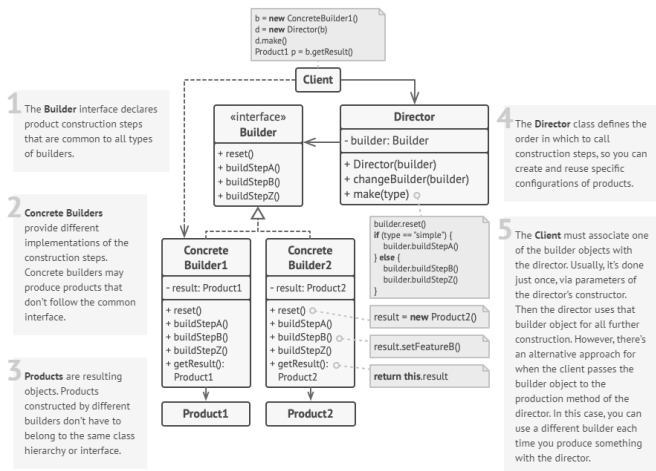 b = new ConcreteBuilder1()
d = new Director(b)
d.make()
Product1 p = b.getResult()
Client
1
The Builder interface declares
product construction steps
that are common to all types
of builders.
«interface»
Builder
+ reset()
+ buildStepA()
+ buildStepB()
+ buildStepZ()
Director
- builder: Builder
+ Director(builder)
+ changeBuilder(builder)
+ make(type)
4
The Director class defines the
order in which to call
construction steps, so you can
create and reuse specific
configurations of products.
2
Concrete Builders
provide different
implementations of the
construction steps.
Concrete builders may
produce products that
don't follow the common
interface.
builder.reset()
if (type == "simple") {
builder.buildStepA()
} else {
builder.buildStepB()
builder.buildStepZ()
}
5
The Client must associate one
of the builder objects with
the director. Usually, it's done
just once, via parameters of
the director's constructor.
Then the director uses that
builder object for all further
construction. However, there's
an alternative approach for
when the client passes the
builder object to the
production method of the
director. In this case, you can
use a different builder each
time you produce something
with the director.
Concrete
Builder1
- result: Product1
+ reset()
+ buildStepA()
+ buildStepB()
+ buildStepZ()
+ getResult():
Product1
Concrete
Builder2
- result: Product2
+ reset()
+ buildStepA()
+ buildStepB()
+ buildStepZ()
+ getResult():
Product2
result = new Product2()
result.setFeatureB()
return this.result
3
Products are resulting
objects. Products
constructed by different
builders don't have to
belong to the same class
hierarchy or interface.
Product1
Product2